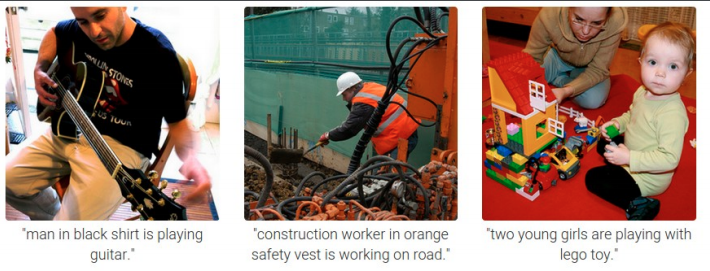 "man in black shirt is playing
guitar."
"construction worker in orange
safety vest is working on road."
"two young girls are playing with
lego toy."